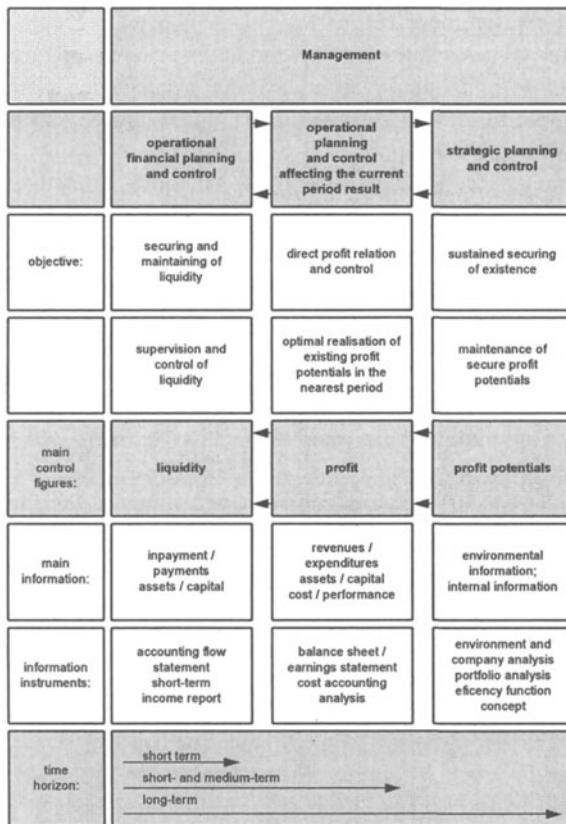 Management
operational
financial planning
and control
operational
planning
and control
affecting the current
period result
strategic planning
and control
objective:
securing and
maintaining of
liquidity
direct profit relation
and control
sustained securing
of existence
supervision and
control of
liquidity
optimal realisation of
existing profit
potentials in the
nearest period
maintenance of
secure profit
potentials
main
control
figures:
liquidity
profit
profit potentials
main
information:
inpayment /
payments
assets / capital
revenues /
expenditures
assets / capital
cost / performance
environmental
information;
internal information
information
instruments:
accounting flow
statement
short-term
income report
balance sheet /
earnings statement
cost accounting
analysis
environment and
company analysis
portfolio analysis
eficency function
concept
time
horizon:
short term
short- and medium-term
long-term